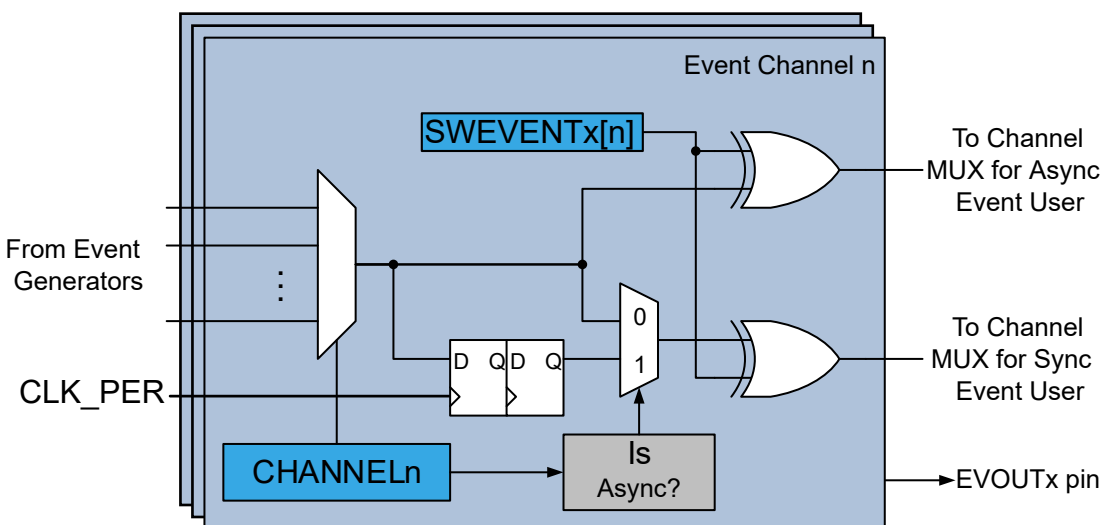 Event Channel n
SWEVENTx[n]
To Channel
MUX for Async
Event User
From Event
Generators
⋮
0
1
D Q D Q
To Channel
MUX for Sync
Event User
CLK_PER
CHANNELn
Is
Async?
EVOUTx pin